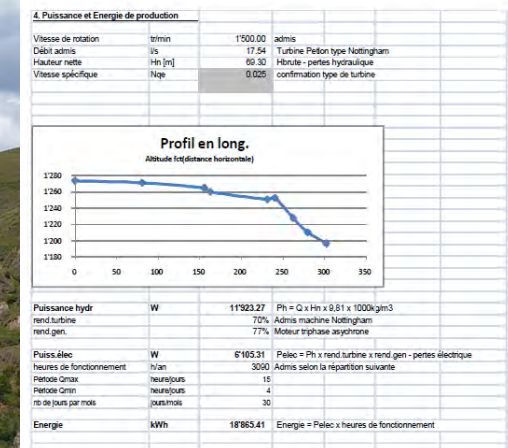 4. Puissance et Energie de production
Vitesse de rotation tr/min 1'500.00 admis
Débit admis l/s 17.54 Turbine Pelton type Nottingham
Hauteur nette Hn [m] 69.30 Hbrute - pertes hydraulique
Vitesse spécifique Nqe 0.025 confirmation type de turbine
Profil en long.
Altitude fct(distance horizontale)
1'280
1'260
1'240
1'220
1'200
1'180
0 50 100 150 200 250 300 350
Puissance hydr W 11'923.27 Ph = Q x Hn x 9,81 x 1000kg/m3
rend.turbine 70% Admis machine Nottingham
rend.gen. 77% Moteur triphase asychrone
Puiss.élec W 6'105.31 Pelec = Ph x rend.turbine x rend.gen - pertes électrique
heures de fonctionnement h/an 3090 Admis selon la répartition suivante
Période Qmax heure/jours 15
Période Qmin heure/jours 4
nb de jours par mois jours/mois 30
Energie kWh 18'865.41 Energie = Pelec x heures de fonctionnement